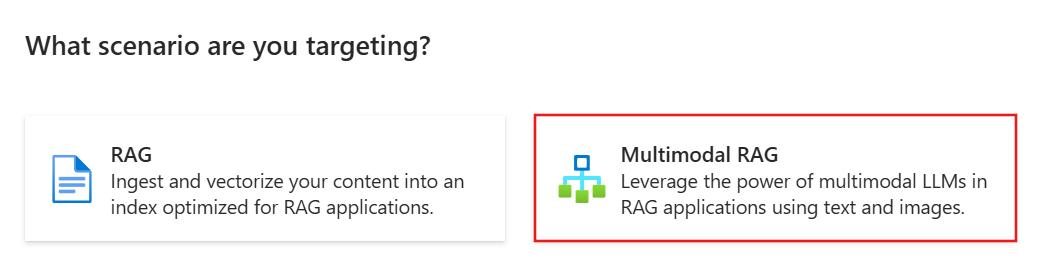 What scenario are you targeting?
RAG
Ingest and vectorize your content into an
index optimized for RAG applications.
Multimodal RAG
Leverage the power of multimodal LLMs in
RAG applications using text and images.